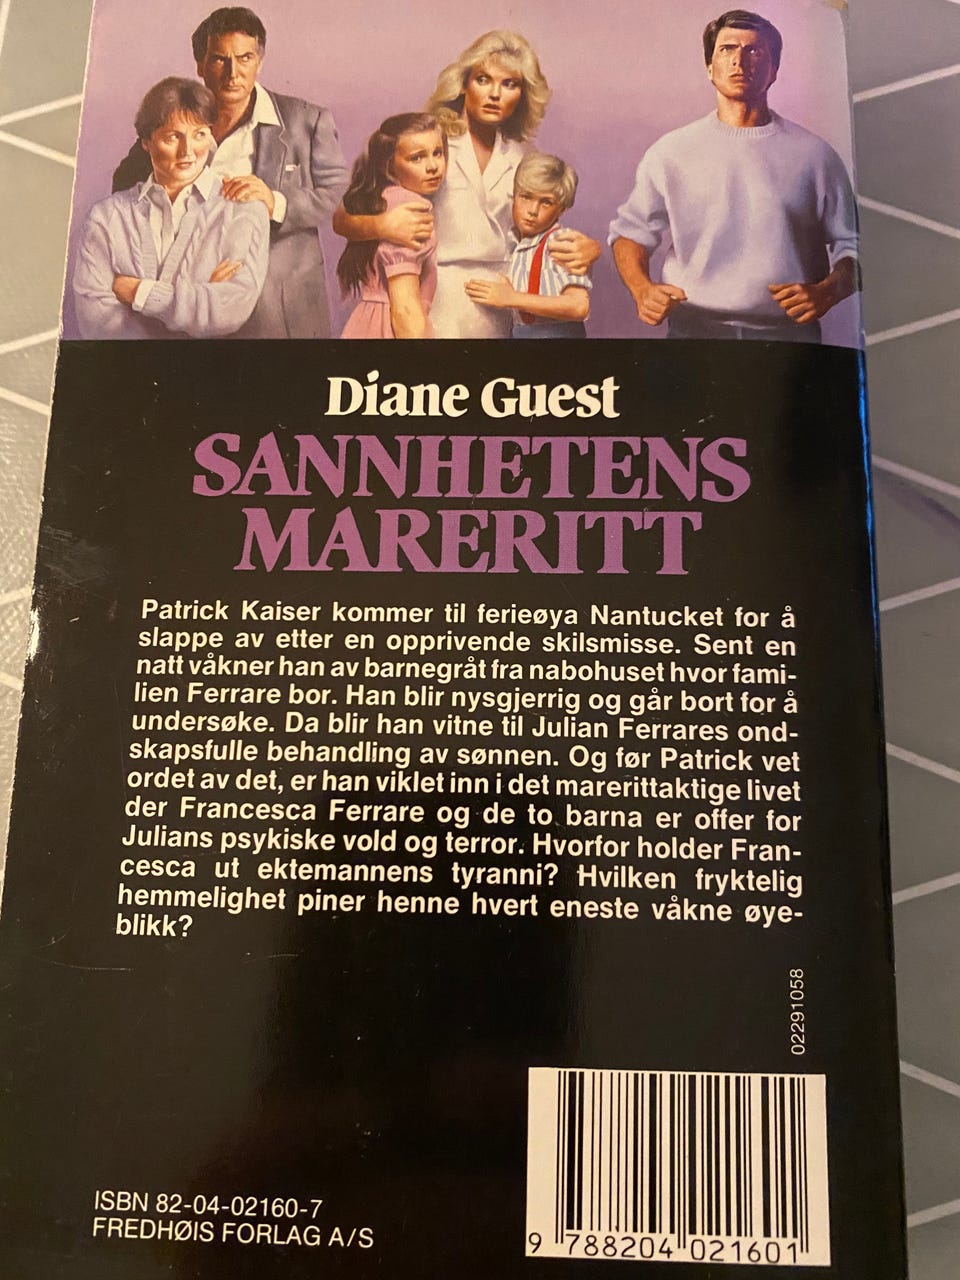 Diane Guest
SANNHETENS
MARERITT
Patrick Kaiser kommer til ferieøya Nantucket for å
slappe av etter en opprivende skilsmisse. Sent en
natt våkner han av barnegråt fra nabohuset hvor fami-
lien Ferrare bor. Han blir nysgjerrig og går bort for å
undersøke. Da blir han vitne til Julian Ferrares ond-
skapsfulle behandling av sønnen. Og før Patrick vet
ordet av det, er han viklet inn i det marerittaktige livet
der Francesca Ferrare og de to barna er offer for
Julians psykiske vold og terror. Hvorfor holder Fran-
cesca ut ektemannens tyranni? Hvilken fryktelig
hemmelighet piner henne hvert eneste våkne øye-
blikk?
02291058
ISBN 82-04-02160-7
FREDHØIS FORLAG A/S
9 788204 021601